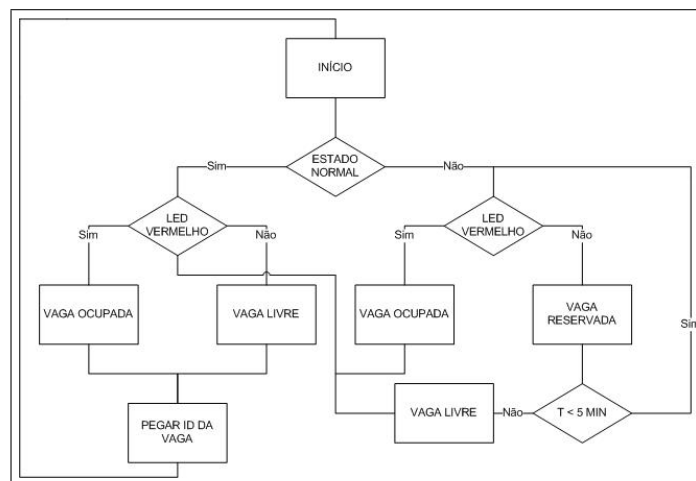 INÍCIO
ESTADO
NORMAL
Sim
Não
LED
VERMELHO
LED
VERMELHO
Sim
Não
Sim
Não
VAGA OCUPADA
VAGA LIVRE
VAGA OCUPADA
VAGA
RESERVADA
Sim
PEGAR ID DA
VAGA
VAGA LIVRE
Não
T < 5 MIN